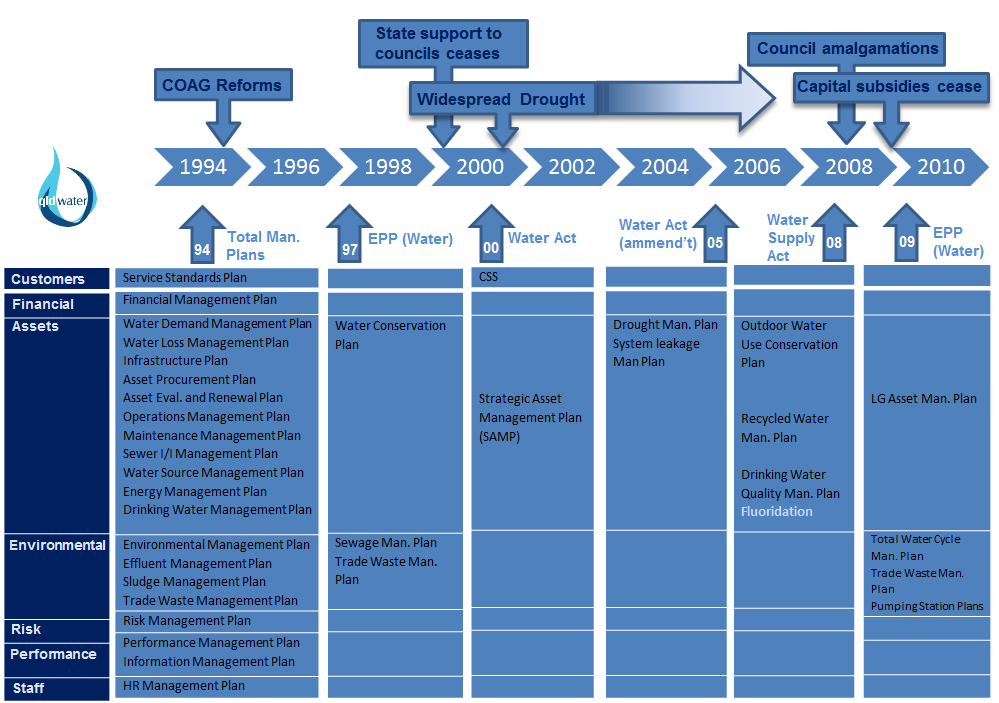 State support to
councils ceases
Council amalgamations
COAG Reforms
Widespread Drought
Capital subsidies cease
1994
1996
1998
2000
2002
2004
2006
2008
2010
qldwater
94
Total Man.
Plans
97
EPP (Water)
00
Water Act
Water Act
(ammend't)
05
Water
Supply
Act
08
09
EPP
(Water)
Customers
Service Standards Plan
CSS
Financial
Financial Management Plan
Assets
Water Demand Management Plan
Water Loss Management Plan
Infrastructure Plan
Asset Procurement Plan
Asset Eval. and Renewal Plan
Operations Management Plan
Maintenance Management Plan
Sewer I/I Management Plan
Water Source Management Plan
Energy Management Plan
Drinking Water Management Plan
Water Conservation
Plan
Strategic Asset
Management Plan
(SAMP)
Drought Man. Plan
System leakage
Man Plan
Outdoor Water
Use Conservation
Plan
Recycled Water
Man. Plan
Drinking Water
Quality Man. Plan
Fluoridation
LG Asset Man. Plan
Environmental
Environmental Management Plan
Effluent Management Plan
Sludge Management Plan
Trade Waste Management Plan
Sewage Man. Plan
Trade Waste Man.
Plan
Total Water Cycle
Man. Plan
Trade Waste Man.
Plan
Pumping Station Plans
Risk
Risk Management Plan
Performance
Performance Management Plan
Information Management Plan
Staff
HR Management Plan